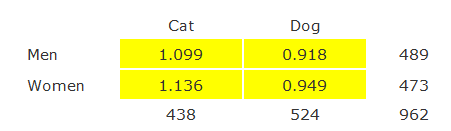 Cat Dog
Men 1.099 0.918 489
Women 1.136 0.949 473
438 524 962